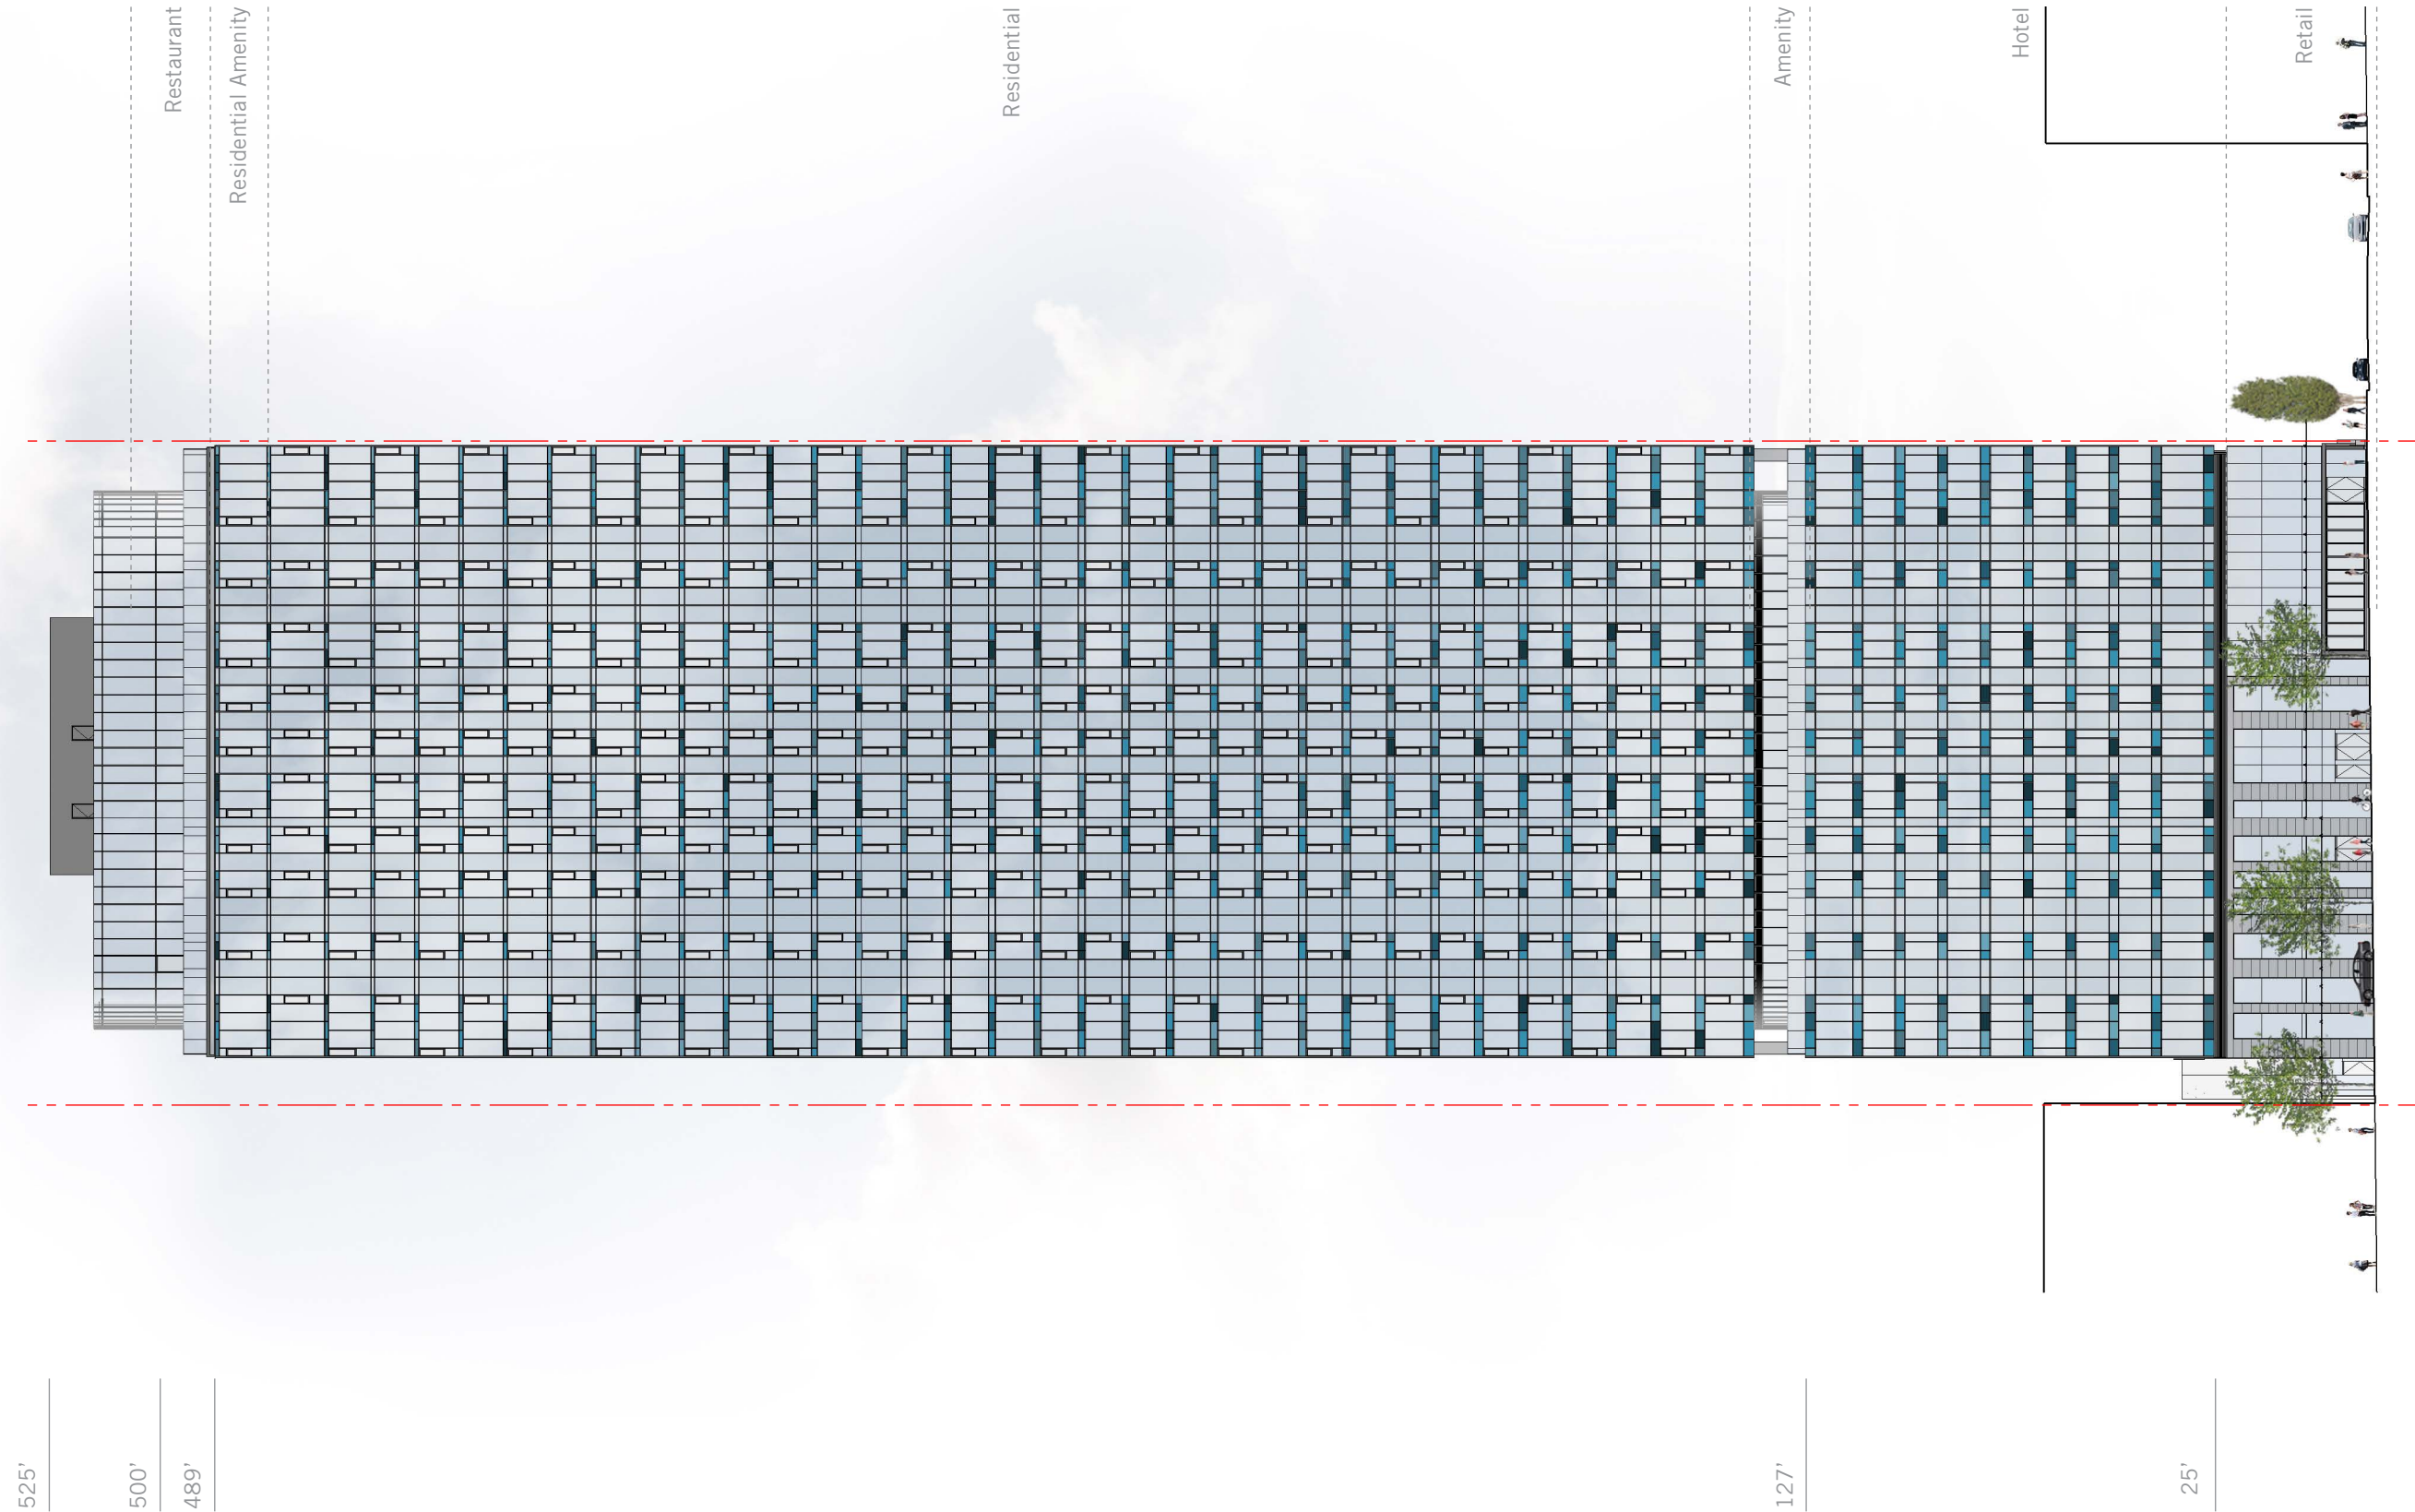 Restaurant
Residential Amenity
Residential
Amenity
Hotel
Retail
525’
500’
489’
127’
25’